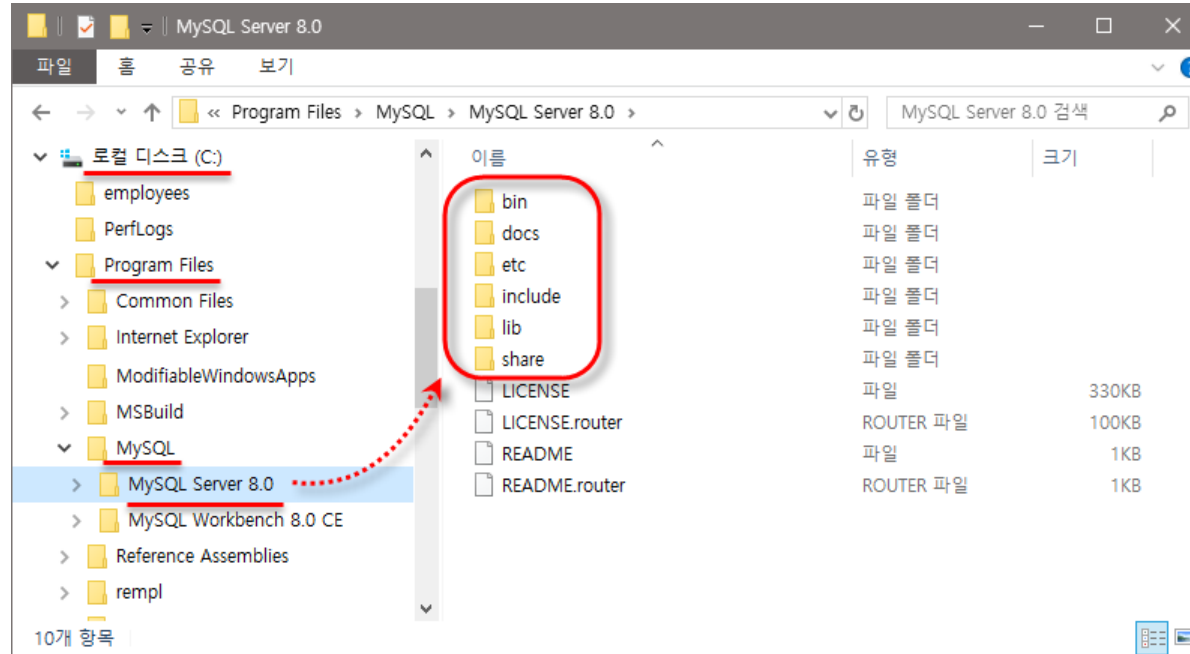 MySQL Server 8.0
파일 홈 공유 보기
« Program Files > MySQL > MySQL Server 8.0 > MySQL Server 8.0 검색
로컬 디스크 (C:)
employees
PerfLogs
Program Files
Common Files
Internet Explorer
ModifiableWindowsApps
MSBuild
MySQL
MySQL Server 8.0
MySQL Workbench 8.0 CE
Reference Assemblies
rempl
이름 유형 크기
bin 파일 폴더
docs 파일 폴더
etc 파일 폴더
include 파일 폴더
lib 파일 폴더
share 파일 폴더
LICENSE 파일 330KB
LICENSE.router ROUTER 파일 100KB
README 파일 1KB
README.router ROUTER 파일 1KB
10개 항목